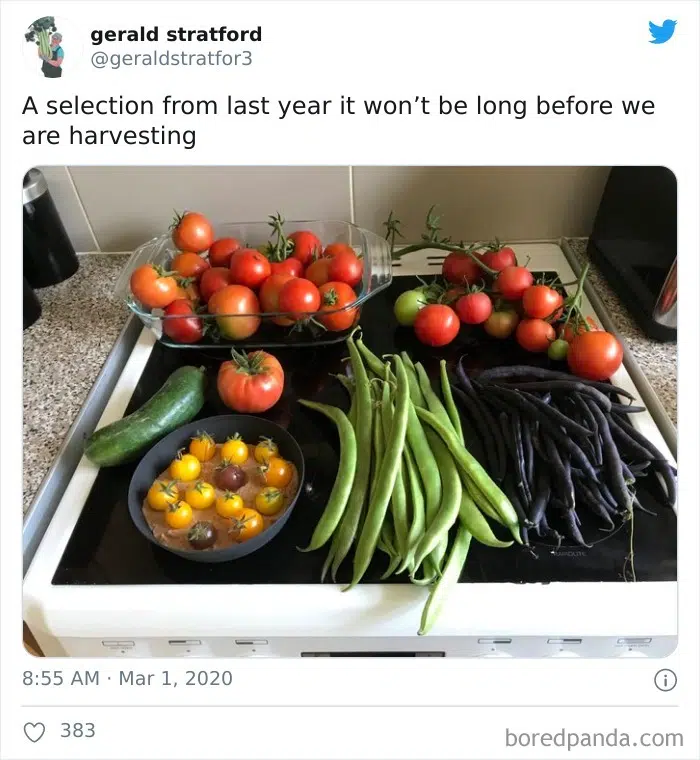 gerald stratford
@geraldstratfor3
A selection from last year it won’t be long before we
are harvesting
8:55 AM · Mar 1, 2020
383
boredpanda.com